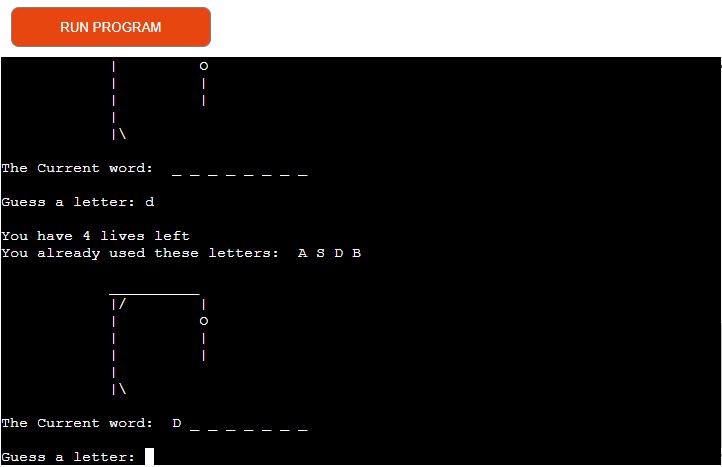 RUN PROGRAM
|         O
|         |
|         |
|
|\
The Current word:  _ _ _ _ _ _ _ _
Guess a letter: d
You have 4 lives left
You already used these letters:  A S D B
__________
|/        |
|         O
|         |
|         |
|
|\
The Current word:  D _ _ _ _ _ _ _
Guess a letter: